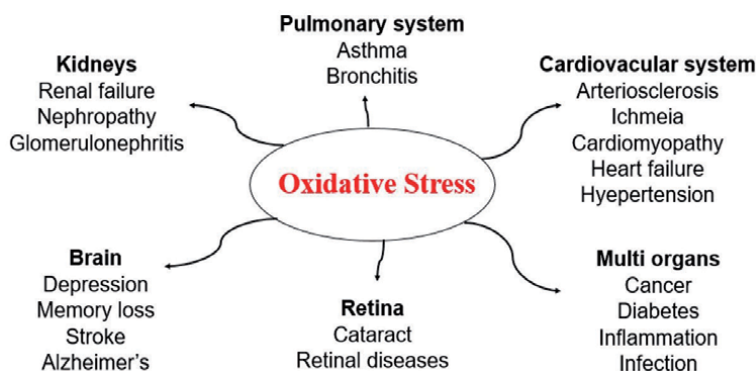 Pulmonary system
Asthma
Bronchitis
Kidneys
Renal failure
Nephropathy
Glomerulonephritis
Cardiovacular system
Arteriosclerosis
Ichmeia
Cardiomyopathy
Heart failure
Hyepertension
Oxidative Stress
Brain
Depression
Memory loss
Stroke
Alzheimer's
Retina
Cataract
Retinal diseases
Multi organs
Cancer
Diabetes
Inflammation
Infection